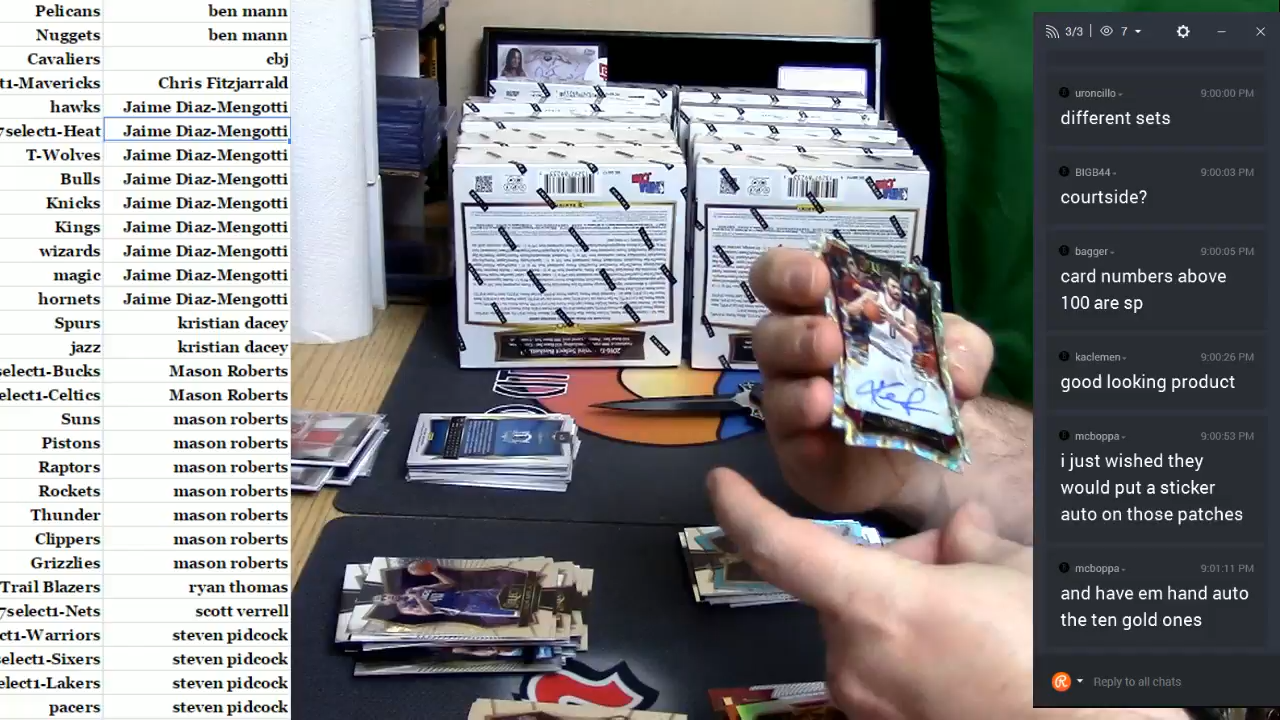 Pelicans ben mann
Nuggets ben mann
Cavaliers cbj
t1-Mavericks Chris Fitzjarrald
hawks Jaime Diaz-Mengotti
7select1-Heat Jaime Diaz-Mengotti
T-Wolves Jaime Diaz-Mengotti
Bulls Jaime Diaz-Mengotti
Knicks Jaime Diaz-Mengotti
Kings Jaime Diaz-Mengotti
wizards Jaime Diaz-Mengotti
magic Jaime Diaz-Mengotti
hornets Jaime Diaz-Mengotti
Spurs kristian dacey
jazz kristian dacey
select1-Bucks Mason Roberts
elect1-Celtics Mason Roberts
Suns mason roberts
Pistons mason roberts
Raptors mason roberts
Rockets mason roberts
Thunder mason roberts
Clippers mason roberts
Grizzlies mason roberts
Trail Blazers ryan thomas
7select1-Nets scott verrell
ct1-Warriors steven pidcock
select1-Sixers steven pidcock
elect1-Lakers steven pidcock
pacers steven pidcock
3/3 7
uroncillo 9:00:00 PM
different sets
BIGB44 9:00:03 PM
courtside?
bagger 9:00:05 PM
card numbers above
100 are sp
kaclemen 9:00:26 PM
good looking product
mcboppa 9:00:53 PM
i just wished they
would put a sticker
auto on those patches
mcboppa 9:01:11 PM
and have em hand auto
the ten gold ones
Reply to all chats